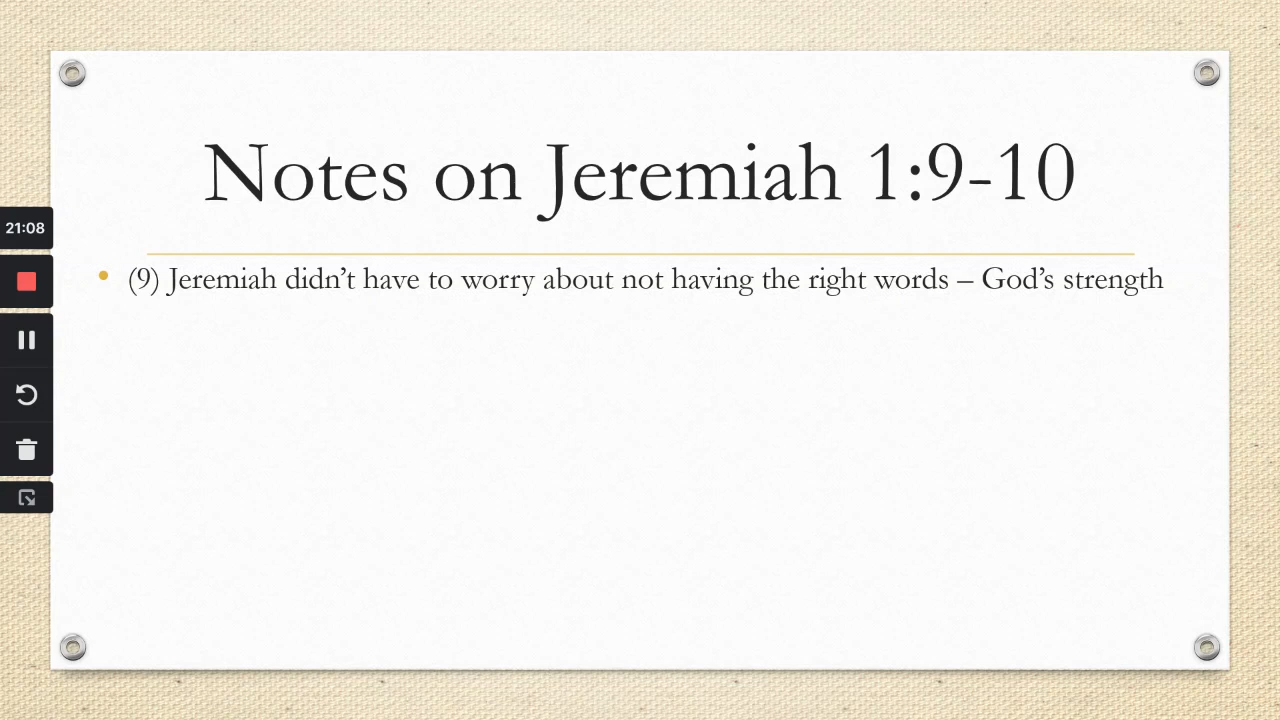 Notes on Jeremiah 1:9-10
21:08
• (9) Jeremiah didn’t have to worry about not having the right words – God’s strength